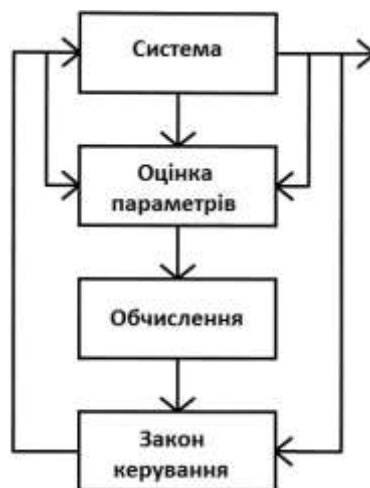 Система
Оцінка
параметрів
Обчислення
Закон
керування